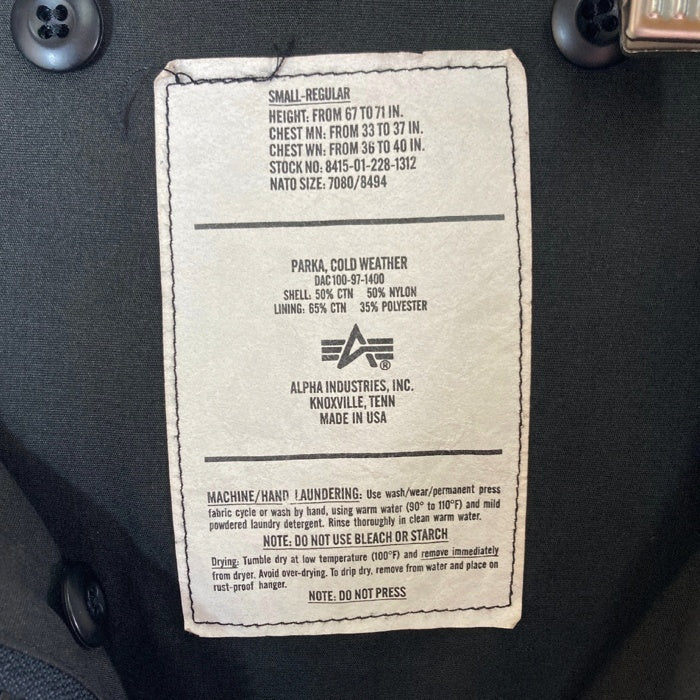 SMALL-REGULAR
HEIGHT: FROM 67 TO 71 IN.
CHEST MN: FROM 33 TO 37 IN.
CHEST WN: FROM 36 TO 40 IN.
STOCK NO: 8415-01-228-1312
NATO SIZE: 7080/8494
PARKA, COLD WEATHER
DAC100-97-1400
SHELL: 50% CTN 50% NYLON
LINING: 65% CTN 35% POLYESTER
®
ALPHA INDUSTRIES, INC.
KNOXVILLE, TENN
MADE IN USA
MACHINE/HAND LAUNDERING: Use wash/wear/permanent press
fabric cycle or wash by hand, using warm water (90° to 110°F) and mild
powdered laundry detergent. Rinse thoroughly in clean warm water.
NOTE: DO NOT USE BLEACH OR STARCH
Drying: Tumble dry at low temperature (100°F) and remove immediately
from dryer. Avoid over-drying. To drip dry, remove from water and place on
rust-proof hanger.
NOTE: DO NOT PRESS